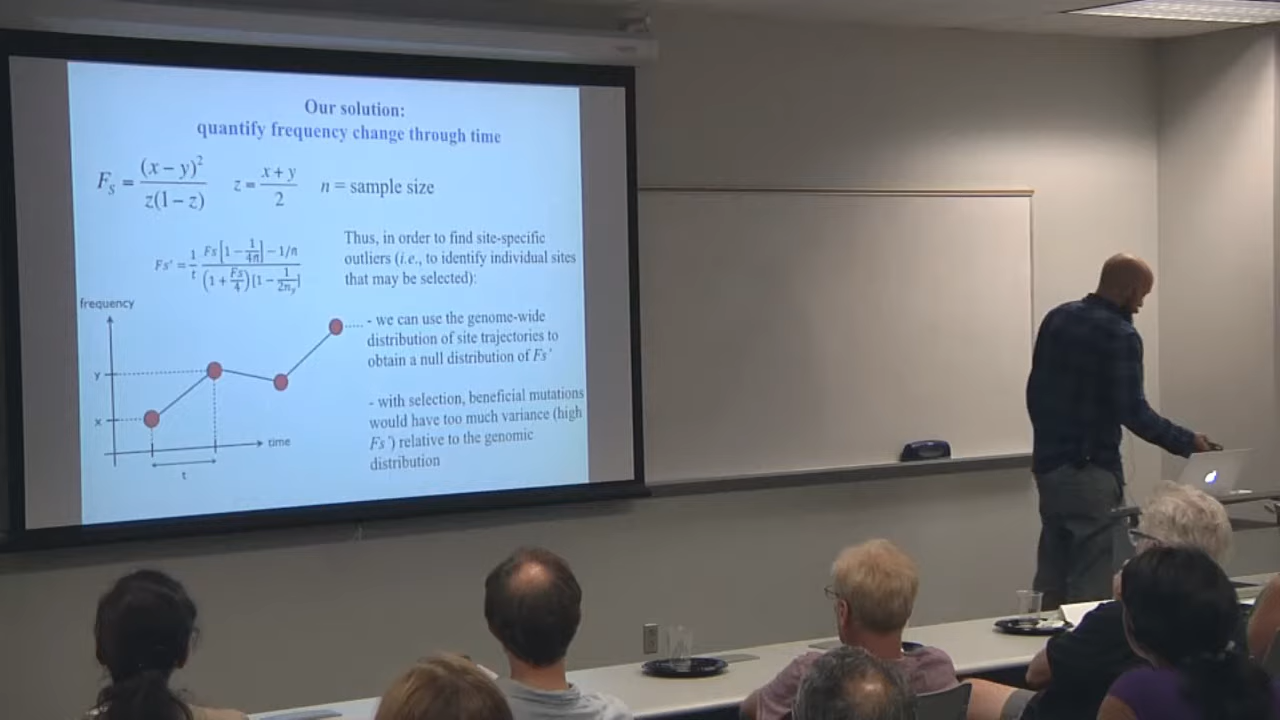 Our solution:
quantify frequency change through time
Fs = (x − y)² / z(1 − z)    z = x + y / 2    n = sample size
Fs' = 1/t Fs[1 − 1/4n] − 1/n / (1 + Fs/4)[1 − 1/2n]
Thus, in order to find site-specific
outliers (i.e., to identify individual sites
that may be selected):
frequency
y
x
time
t
- we can use the genome-wide
distribution of site trajectories to
obtain a null distribution of Fs'
- with selection, beneficial mutations
would have too much variance (high
Fs') relative to the genomic
distribution